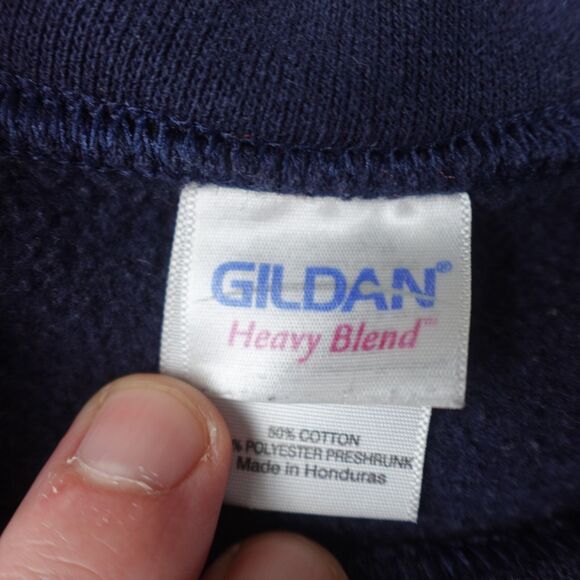 GILDAN®
Heavy Blend™
50% COTTON
% POLYESTER PRESHRUNK
Made in Honduras